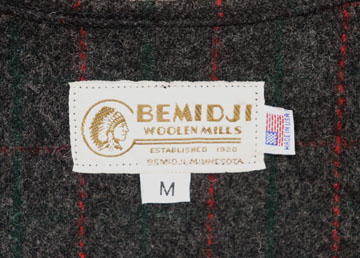 BEMIDJI
WOOLEN MILLS
ESTABLISHED 1920
BEMIDJI, MINNESOTA
MADE IN USA
M